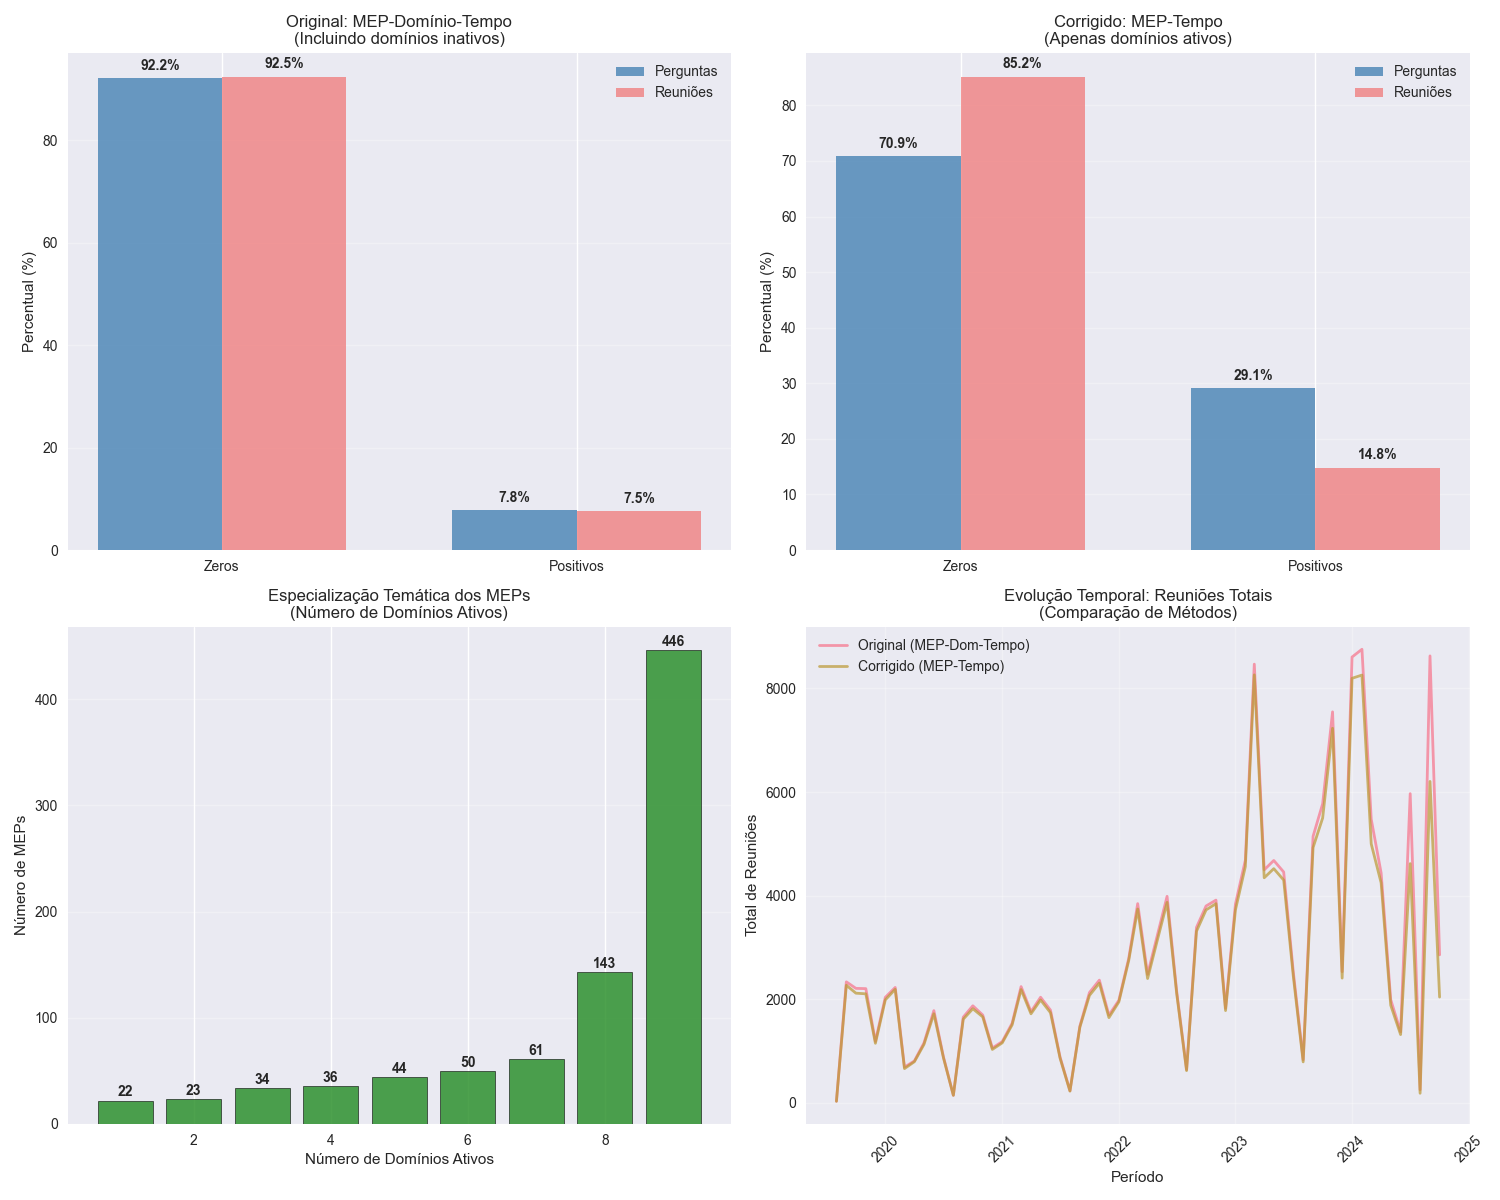 Original: MEP-Domínio-Tempo
(Incluindo domínios inativos)
Perguntas
Reuniões
92.2%
92.5%
7.8%
7.5%
Percentual (%)
80
60
40
20
0
Zeros
Positivos
Corrigido: MEP-Tempo
(Apenas domínios ativos)
Perguntas
Reuniões
70.9%
85.2%
29.1%
14.8%
Percentual (%)
80
70
60
50
40
30
20
10
0
Zeros
Positivos
Especialização Temática dos MEPs
(Número de Domínios Ativos)
Número de MEPs
400
300
200
100
0
22
23
34
36
44
50
61
143
446
2
4
6
8
Número de Domínios Ativos
Evolução Temporal: Reuniões Totais
(Comparação de Métodos)
Original (MEP-Dom-Tempo)
Corrigido (MEP-Tempo)
Total de Reuniões
8000
6000
4000
2000
0
2020
2021
2022
2023
2024
2025
Período